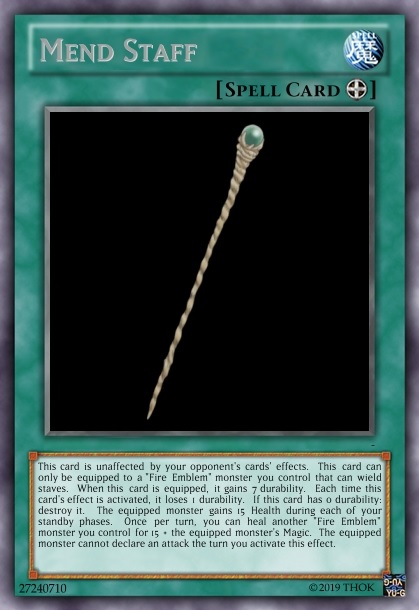 MEND STAFF
魔
[SPELL CARD ]
-
This card is unaffected by your opponent's cards' effects. This card can
only be equipped to a "Fire Emblem" monster you control that can wield
staves. When this card is equipped, it gains 7 durability. Each time this
card's effect is activated, it loses 1 durability. If this card has 0 durability:
destroy it. The equipped monster gains 15 Health during each of your
standby phases. Once per turn, you can heal another "Fire Emblem"
monster you control for 15 + the equipped monster's Magic. The equipped
monster cannot declare an attack the turn you activate this effect.
27240710
©2019 THOK
YU-G